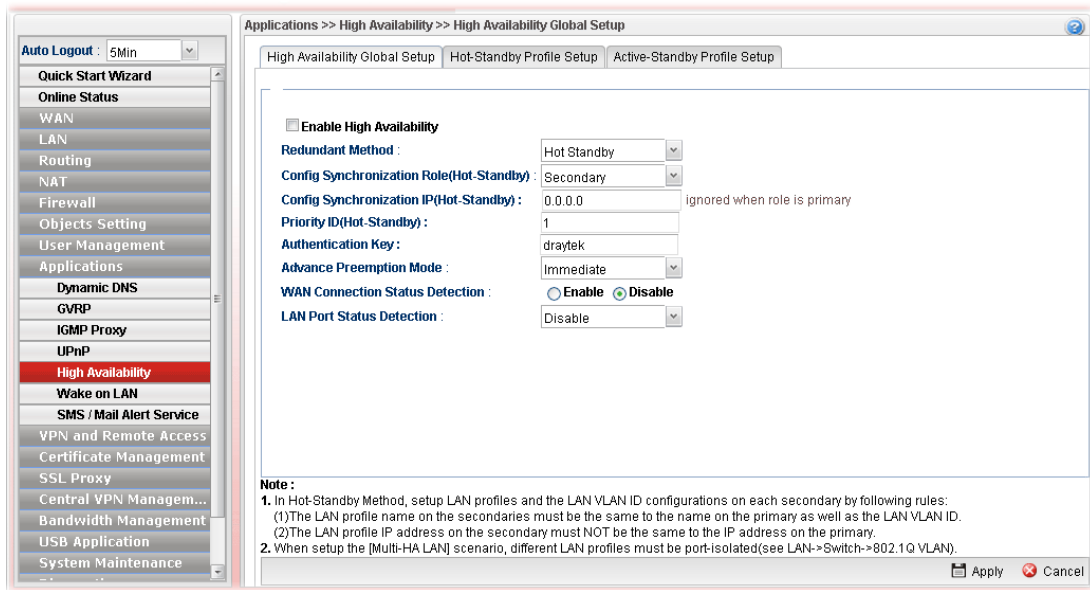 Applications >> High Availability >> High Availability Global Setup
Auto Logout : 5Min
Quick Start Wizard
Online Status
WAN
LAN
Routing
NAT
Firewall
Objects Setting
User Management
Applications
Dynamic DNS
GVRP
IGMP Proxy
UPnP
High Availability
Wake on LAN
SMS / Mail Alert Service
VPN and Remote Access
Certificate Management
SSL Proxy
Central VPN Managem...
Bandwidth Management
USB Application
System Maintenance
High Availability Global Setup Hot-Standby Profile Setup Active-Standby Profile Setup
Enable High Availability
Redundant Method : Hot Standby
Config Synchronization Role(Hot-Standby) : Secondary
Config Synchronization IP(Hot-Standby) : 0.0.0.0 ignored when role is primary
Priority ID(Hot-Standby) : 1
Authentication Key : draytek
Advance Preemption Mode : Immediate
WAN Connection Status Detection : Enable Disable
LAN Port Status Detection : Disable
Note :
1. In Hot-Standby Method, setup LAN profiles and the LAN VLAN ID configurations on each secondary by following rules:
(1)The LAN profile name on the secondaries must be the same to the name on the primary as well as the LAN VLAN ID.
(2)The LAN profile IP address on the secondary must NOT be the same to the IP address on the primary.
2. When setup the [Multi-HA LAN] scenario, different LAN profiles must be port-isolated(see LAN->Switch->802.1Q VLAN).
Apply Cancel